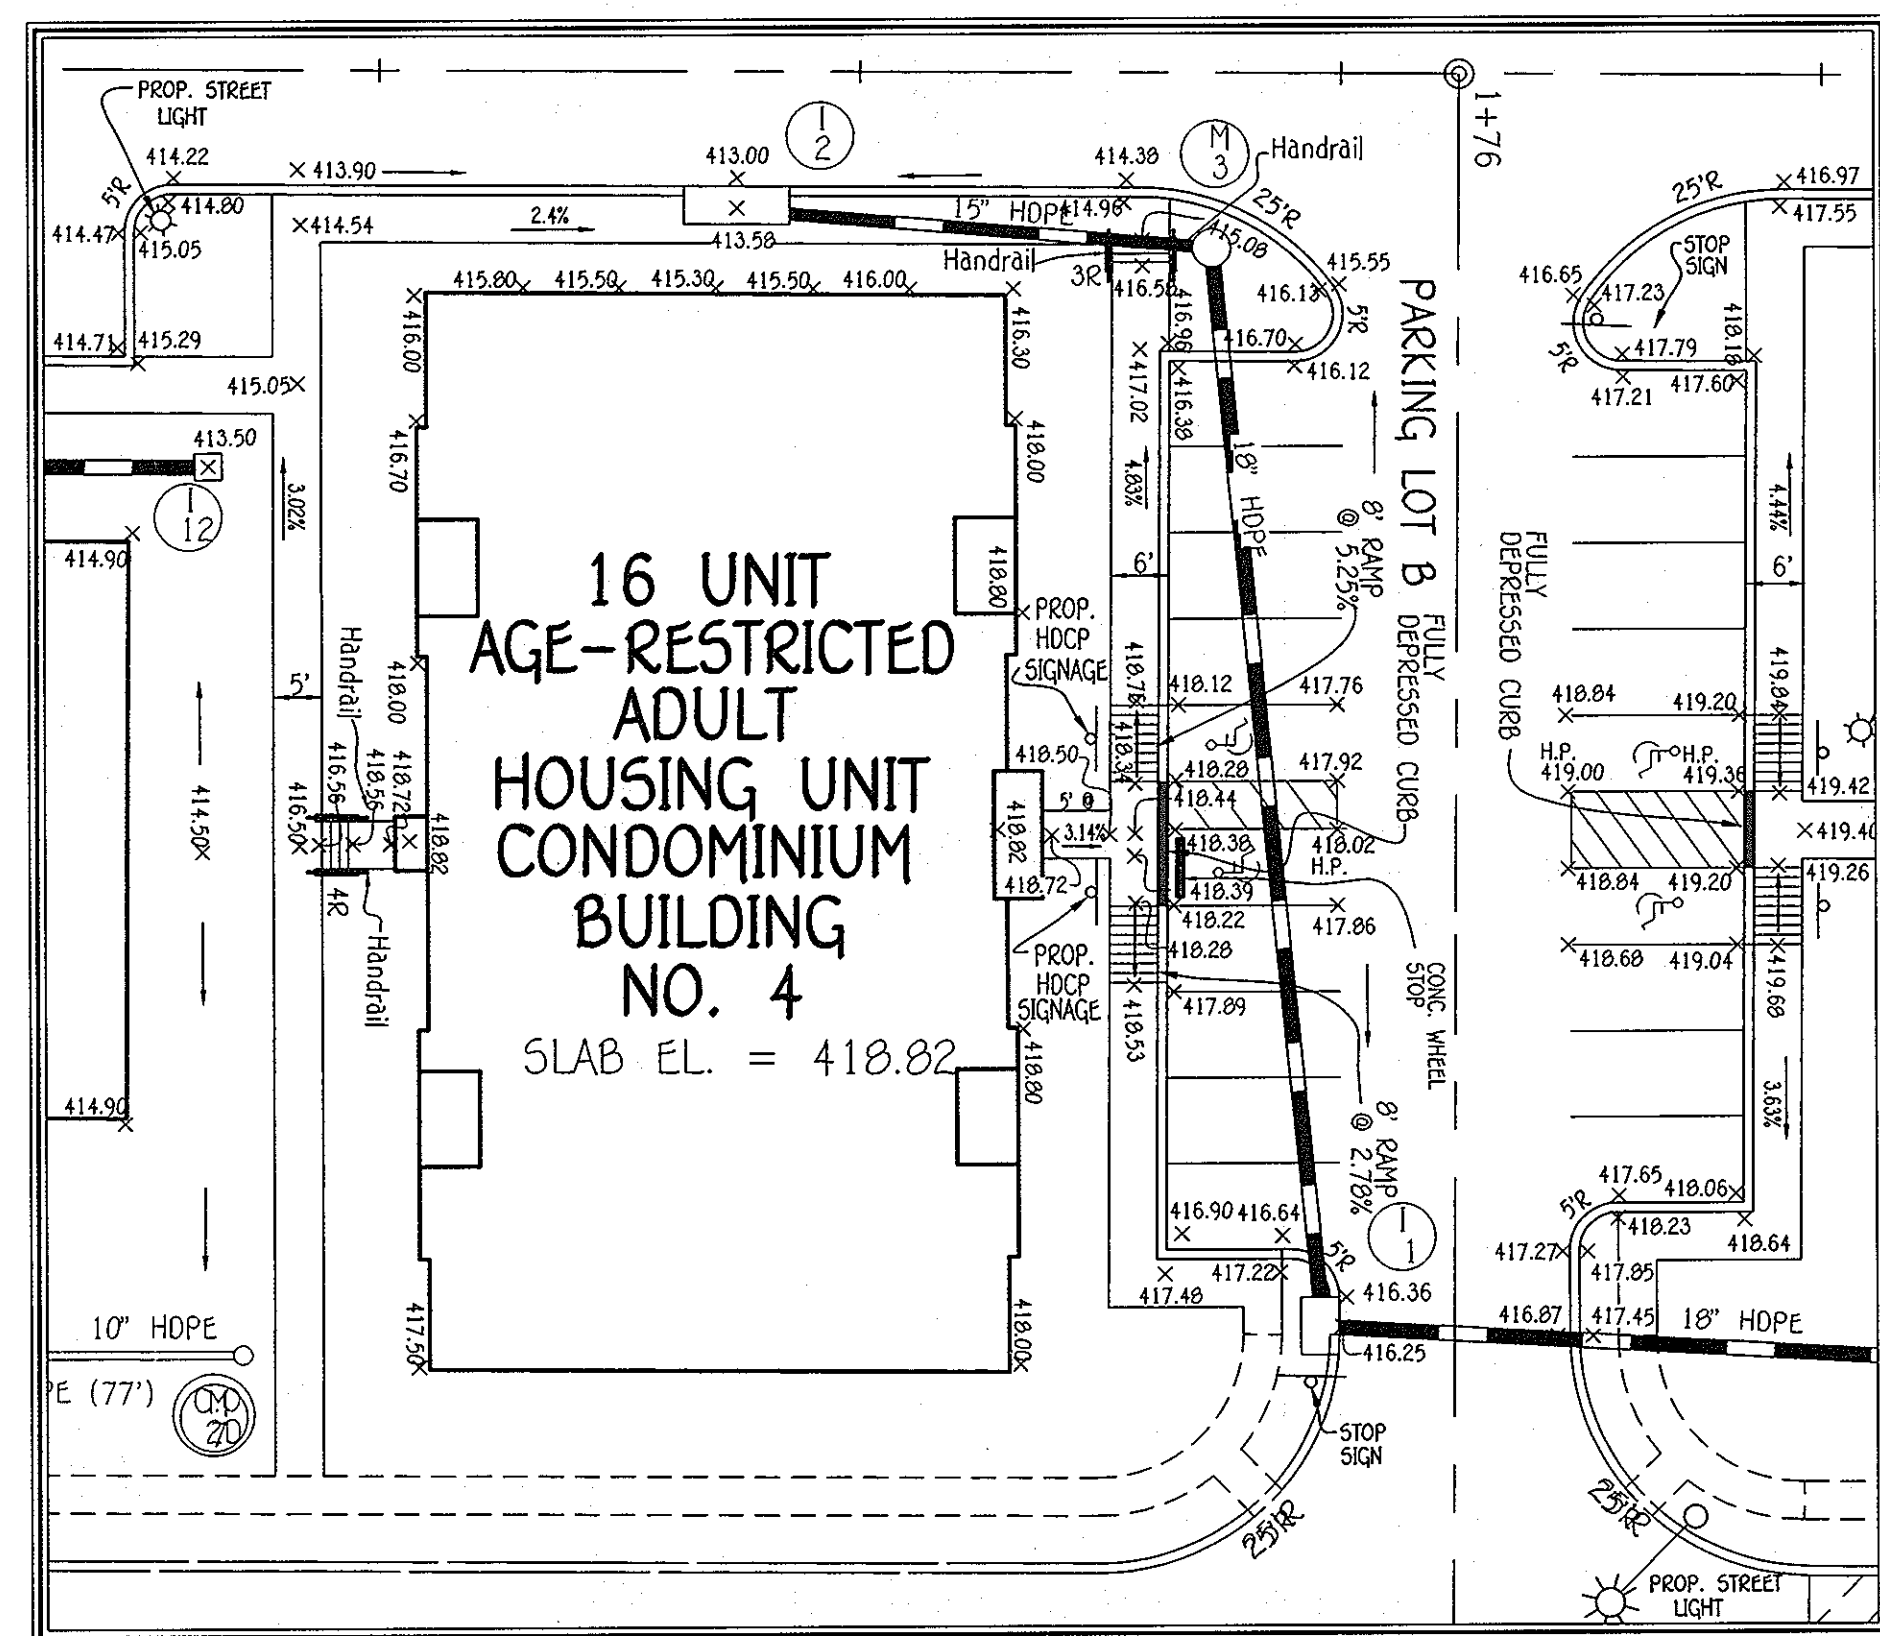 PROP. STREET
LIGHT
414.22
413.90
413.00
I
2
414.38
M
3
Handrail
1+76
416.97
417.55
5'R
414.80
414.47
415.05
414.54
2.4%
413.58
15" HDPE
414.96
25'R
415.08
Handrail
3R
416.58
415.55
416.13
25'R
STOP
SIGN
416.65
417.23
415.80
415.50
415.30
415.50
416.00
414.71
415.29
415.05
416.00
416.30
416.96
416.70
5'R
416.12
417.02
416.38
5'R
417.79
417.21
417.60
418.18
PARKING LOT B
413.50
I
12
3.02%
416.70
418.00
4.83%
18" HDPE
8' RAMP
@ 5.25%
4.44%
414.90
6'
6'
FULLY
DEPRESSED CURB
FULLY
DEPRESSED CURB
16 UNIT
AGE-RESTRICTED
ADULT
HOUSING UNIT
CONDOMINIUM
BUILDING
NO. 4
SLAB EL. = 418.82
418.80
PROP.
HDCP
SIGNAGE
5'
Handrail
418.00
418.76
418.12
417.76
418.84
419.20
419.84
414.50
416.50
416.56
418.56
418.72
418.82
418.50
418.34
418.28
417.92
H.P.
419.00
H.P.
419.36
419.42
5'
3.14%
418.82
418.44
418.38
418.02
H.P.
419.40
418.72
418.39
418.84
419.20
419.26
4R
Handrail
418.22
417.86
418.28
PROP.
HDCP
SIGNAGE
417.89
418.53
418.68
419.04
419.68
CONC. WHEEL
STOP
418.80
414.90
8' RAMP
@ 2.78%
3.63%
416.90
416.64
I
1
5'R
417.65
418.06
418.23
418.64
5'R
417.22
417.48
416.36
417.27
417.85
10" HDPE
417.50
418.00
416.25
416.87
417.45
18" HDPE
PE (77')
STOP
SIGN
25'R
25'R
PROP. STREET
LIGHT